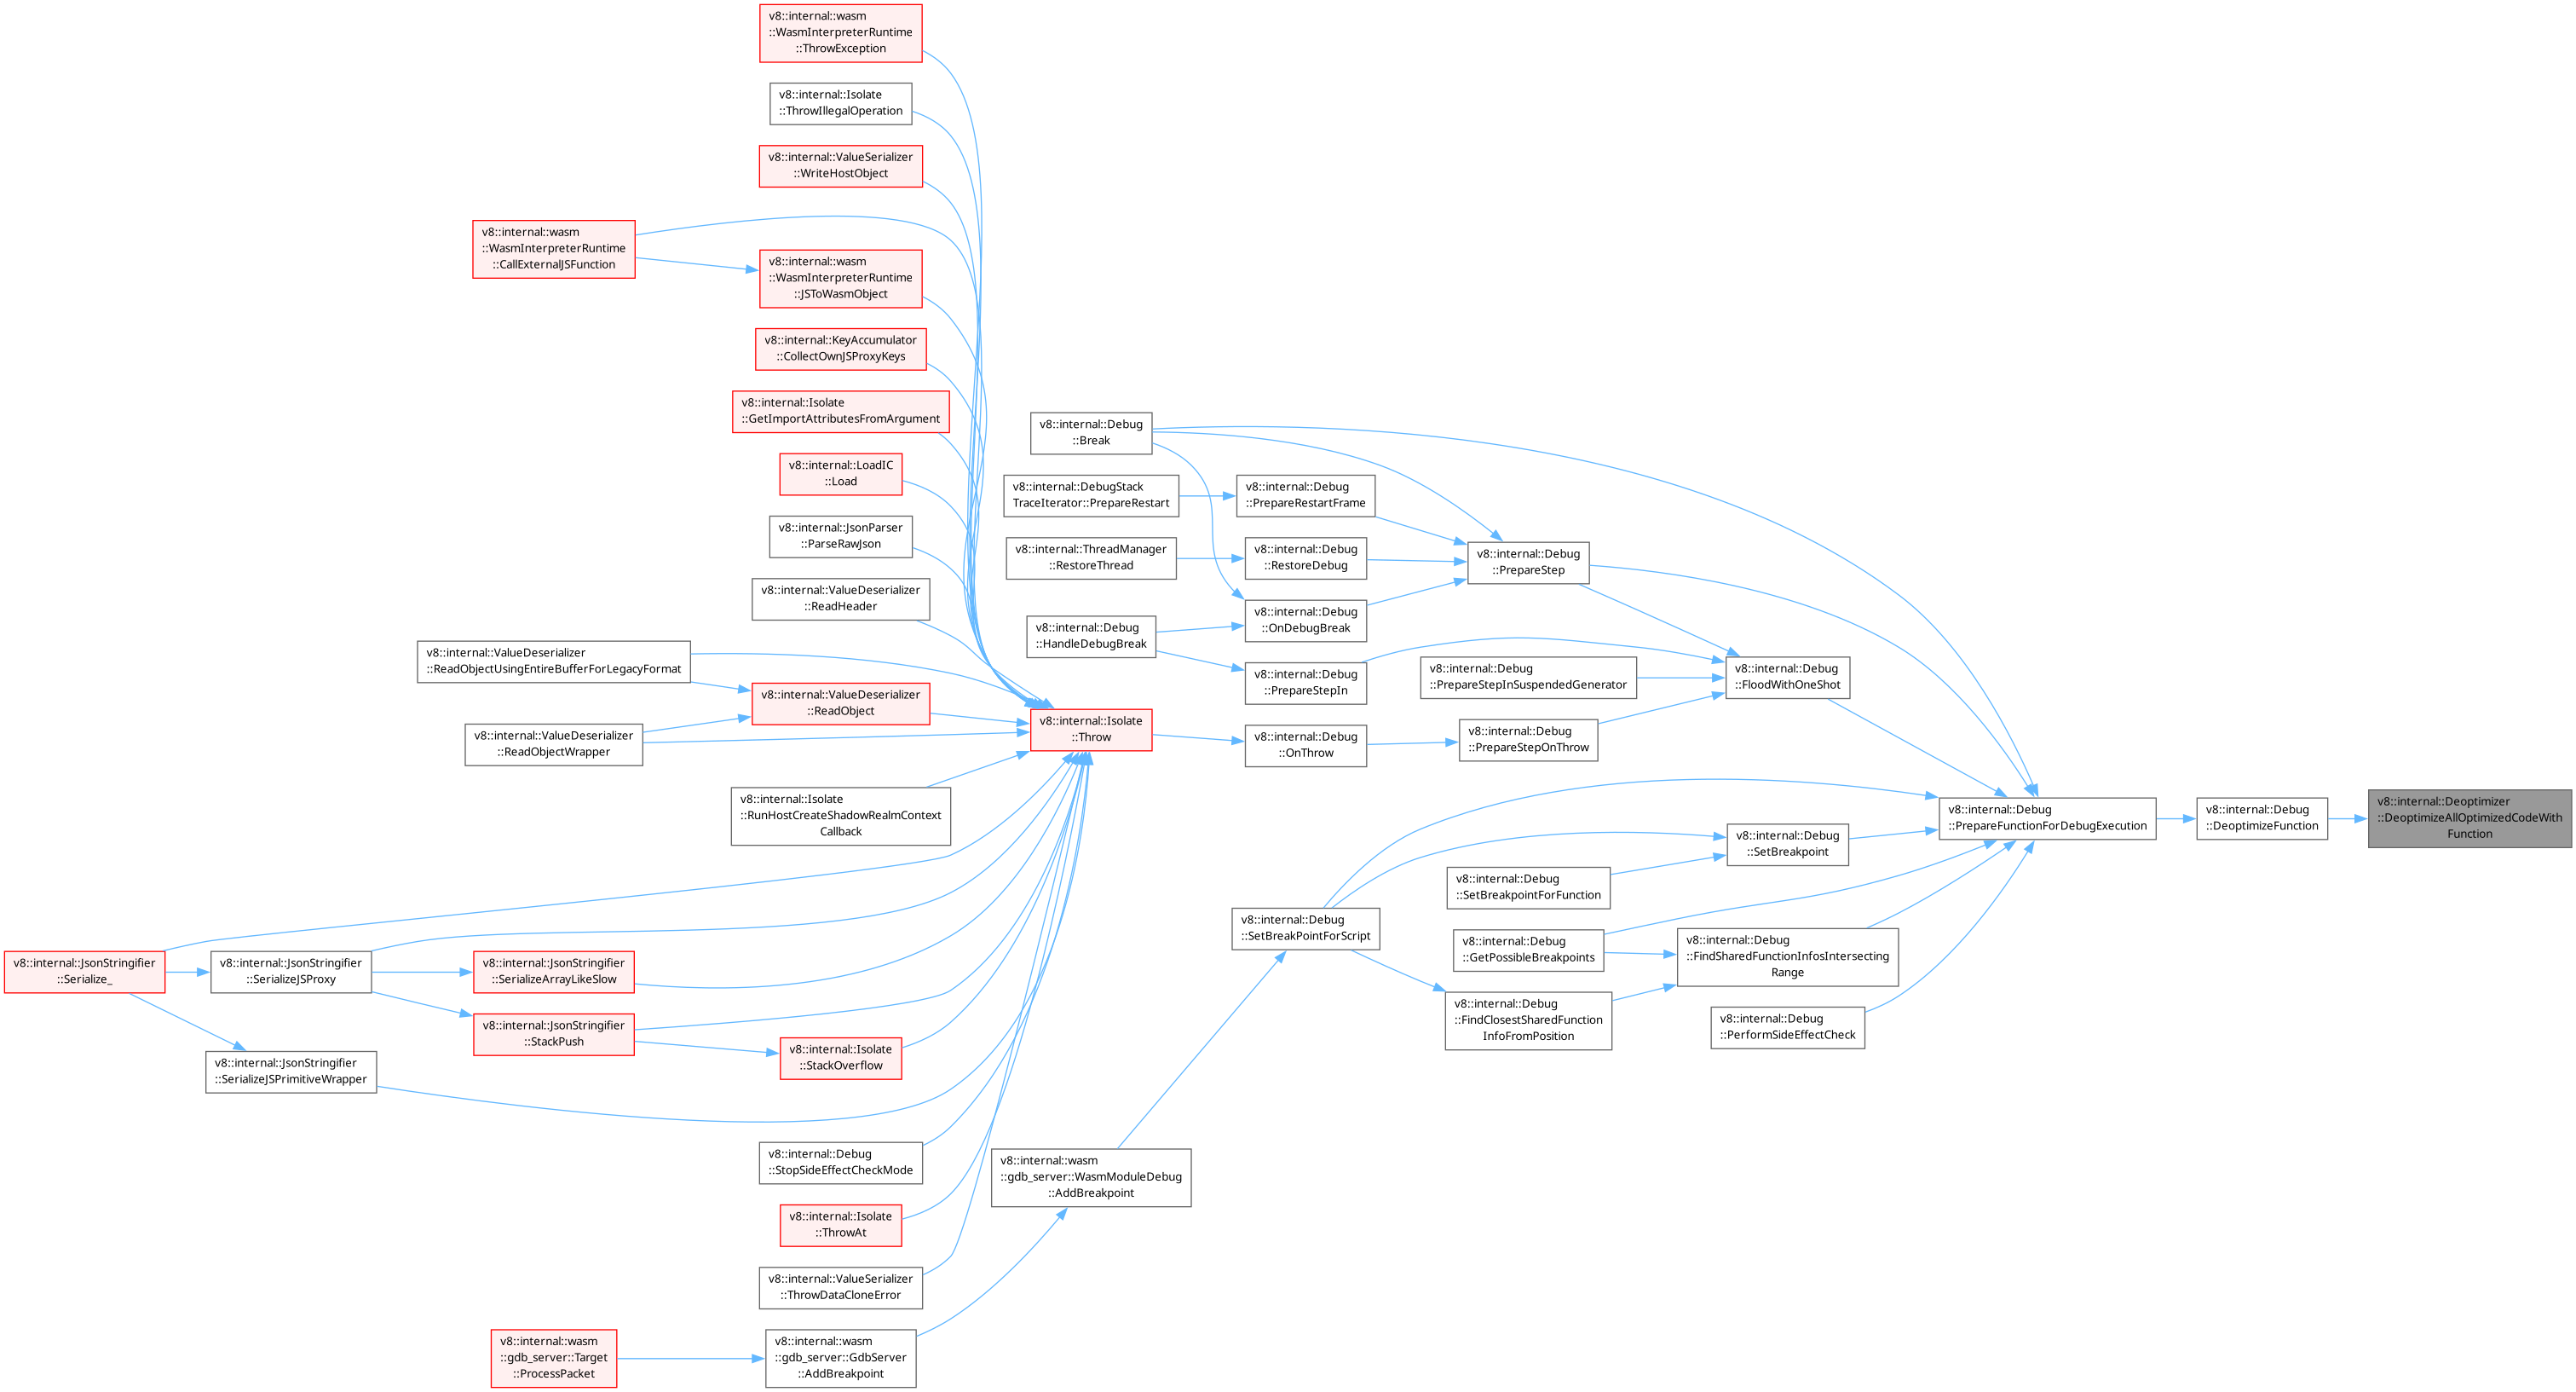 v8::internal::wasm
::WasmInterpreterRuntime
::ThrowException
v8::internal::Isolate
::ThrowIllegalOperation
v8::internal::ValueSerializer
::WriteHostObject
v8::internal::wasm
::WasmInterpreterRuntime
::CallExternalJSFunction
v8::internal::wasm
::WasmInterpreterRuntime
::JSToWasmObject
v8::internal::KeyAccumulator
::CollectOwnJSProxyKeys
v8::internal::Isolate
::GetImportAttributesFromArgument
v8::internal::LoadIC
::Load
v8::internal::JsonParser
::ParseRawJson
v8::internal::ValueDeserializer
::ReadHeader
v8::internal::ValueDeserializer
::ReadObjectUsingEntireBufferForLegacyFormat
v8::internal::ValueDeserializer
::ReadObject
v8::internal::ValueDeserializer
::ReadObjectWrapper
v8::internal::Isolate
::RunHostCreateShadowRealmContext
Callback
v8::internal::JsonStringifier
::Serialize_
v8::internal::JsonStringifier
::SerializeJSProxy
v8::internal::JsonStringifier
::SerializeArrayLikeSlow
v8::internal::JsonStringifier
::StackPush
v8::internal::Isolate
::StackOverflow
v8::internal::JsonStringifier
::SerializeJSPrimitiveWrapper
v8::internal::Debug
::StopSideEffectCheckMode
v8::internal::Isolate
::ThrowAt
v8::internal::ValueSerializer
::ThrowDataCloneError
v8::internal::wasm
::gdb_server::Target
::ProcessPacket
v8::internal::wasm
::gdb_server::GdbServer
::AddBreakpoint
v8::internal::wasm
::gdb_server::WasmModuleDebug
::AddBreakpoint
v8::internal::Debug
::Break
v8::internal::DebugStack
TraceIterator::PrepareRestart
v8::internal::ThreadManager
::RestoreThread
v8::internal::Debug
::HandleDebugBreak
v8::internal::Isolate
::Throw
v8::internal::Debug
::PrepareRestartFrame
v8::internal::Debug
::RestoreDebug
v8::internal::Debug
::OnDebugBreak
v8::internal::Debug
::PrepareStepIn
v8::internal::Debug
::OnThrow
v8::internal::Debug
::SetBreakPointForScript
v8::internal::Debug
::PrepareStep
v8::internal::Debug
::PrepareStepInSuspendedGenerator
v8::internal::Debug
::PrepareStepOnThrow
v8::internal::Debug
::SetBreakpointForFunction
v8::internal::Debug
::GetPossibleBreakpoints
v8::internal::Debug
::FindClosestSharedFunction
InfoFromPosition
v8::internal::Debug
::FloodWithOneShot
v8::internal::Debug
::SetBreakpoint
v8::internal::Debug
::FindSharedFunctionInfosIntersecting
Range
v8::internal::Debug
::PerformSideEffectCheck
v8::internal::Debug
::PrepareFunctionForDebugExecution
v8::internal::Debug
::DeoptimizeFunction
v8::internal::Deoptimizer
::DeoptimizeAllOptimizedCodeWith
Function